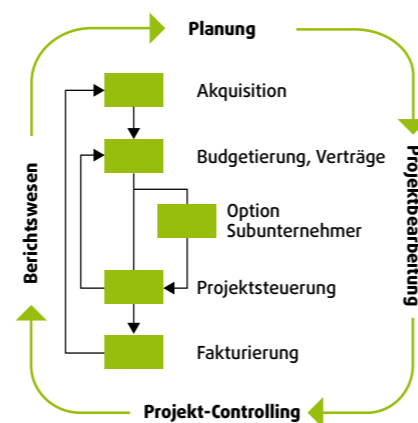 Planung
Akquisition
Budgetierung, Verträge
Option
Subunternehmer
Projektsteuerung
Fakturierung
Projektbearbeitung
Projekt-Controlling
Berichtswesen